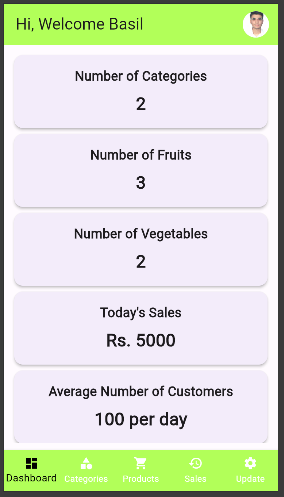 Hi, Welcome Basil
Number of Categories
2
Number of Fruits
3
Number of Vegetables
2
Today's Sales
Rs. 5000
Average Number of Customers
100 per day
Dashboard Categories Products Sales Update